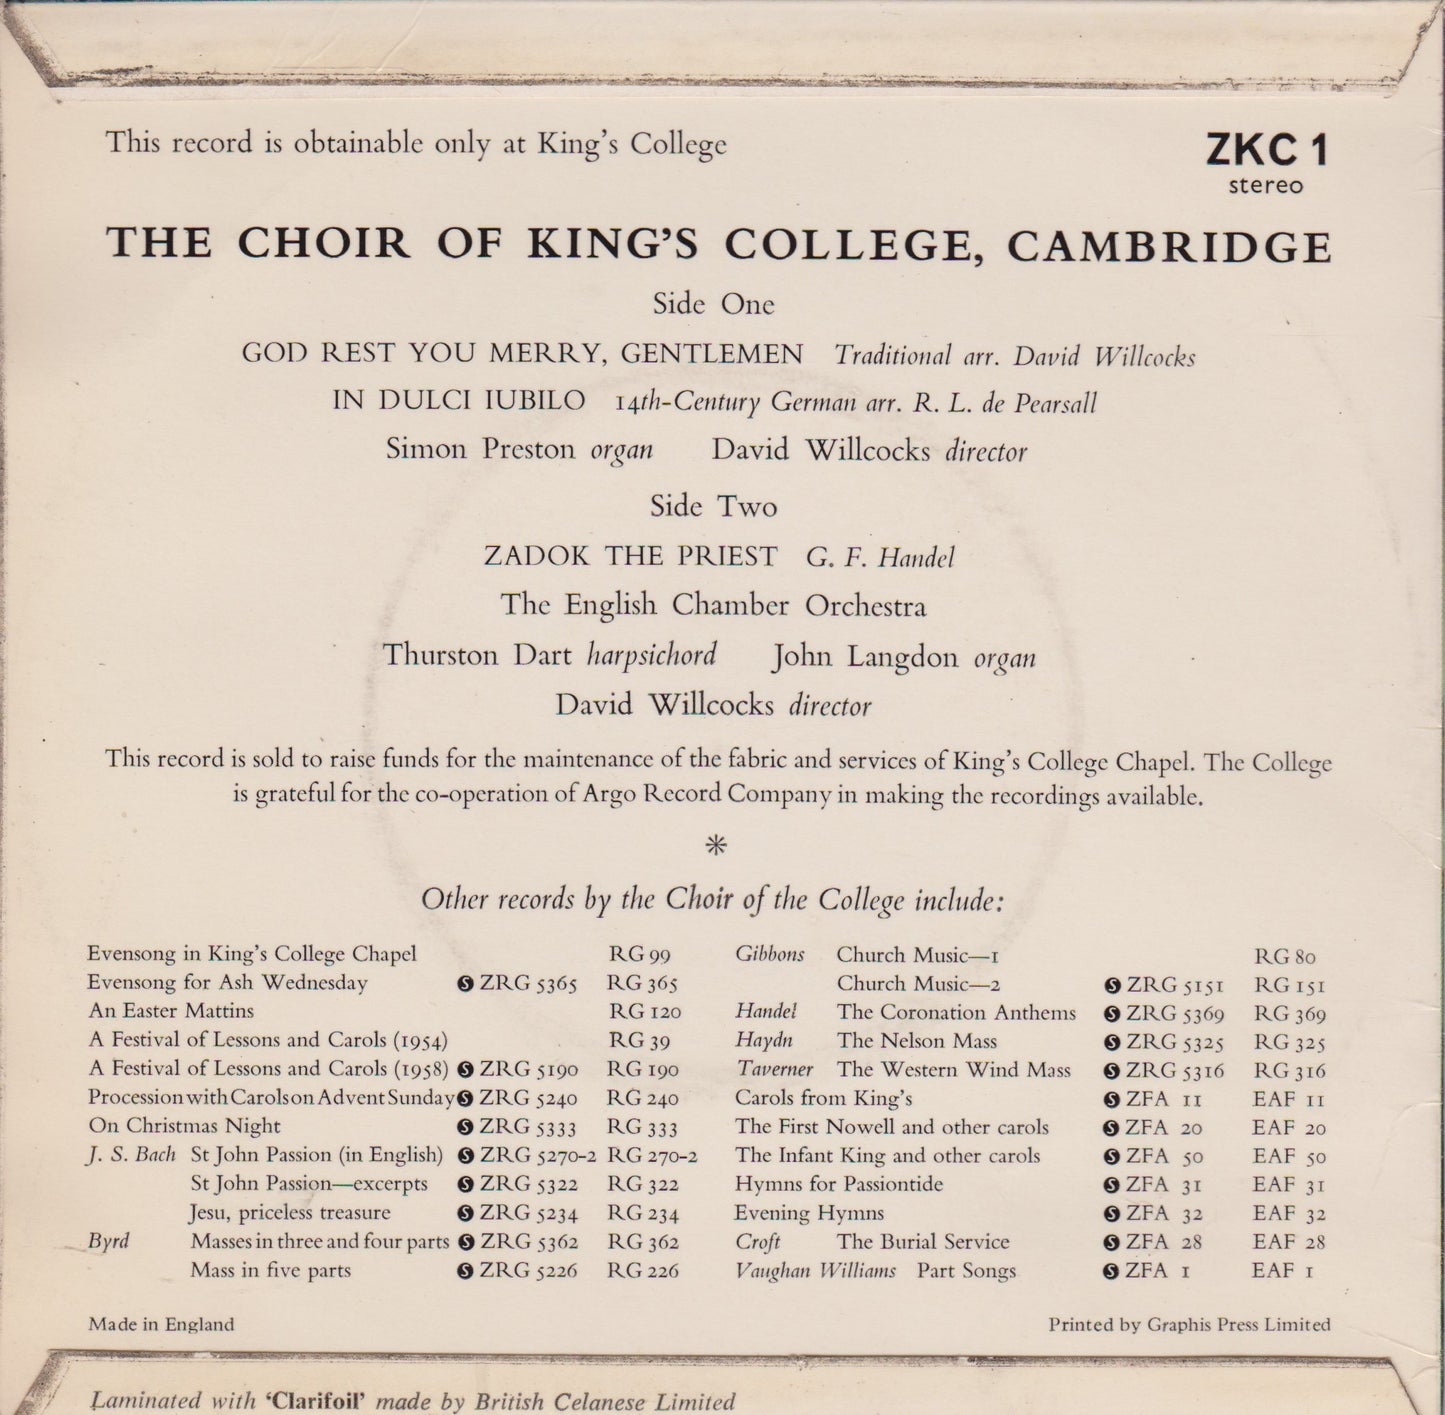 This record is obtainable only at King's College
ZKC 1
stereo
THE CHOIR OF KING'S COLLEGE, CAMBRIDGE
Side One
GOD REST YOU MERRY, GENTLEMEN Traditional arr. David Willcocks
IN DULCI IUBILO 14th-Century German arr. R. L. de Pearsall
Simon Preston organ David Willcocks director
Side Two
ZADOK THE PRIEST G. F. Handel
The English Chamber Orchestra
Thurston Dart harpsichord John Langdon organ
David Willcocks director
This record is sold to raise funds for the maintenance of the fabric and services of King's College Chapel. The College
is grateful for the co-operation of Argo Record Company in making the recordings available.
*
Other records by the Choir of the College include:
Evensong in King's College Chapel RG 99
Evensong for Ash Wednesday S ZRG 5365 RG 365
An Easter Mattins RG 120
A Festival of Lessons and Carols (1954) RG 39
A Festival of Lessons and Carols (1958) S ZRG 5190 RG 190
Procession with Carols on Advent Sunday S ZRG 5240 RG 240
On Christmas Night S ZRG 5333 RG 333
J. S. Bach St John Passion (in English) S ZRG 5270-2 RG 270-2
St John Passion—excerpts S ZRG 5322 RG 322
Jesu, priceless treasure S ZRG 5234 RG 234
Byrd Masses in three and four parts S ZRG 5362 RG 362
Mass in five parts S ZRG 5226 RG 226
Gibbons Church Music—1 RG 80
Church Music—2 S ZRG 5151 RG 151
Handel The Coronation Anthems S ZRG 5369 RG 369
Haydn The Nelson Mass S ZRG 5325 RG 325
Taverner The Western Wind Mass S ZRG 5316 RG 316
Carols from King's S ZFA 11 EAF 11
The First Nowell and other carols S ZFA 20 EAF 20
The Infant King and other carols S ZFA 50 EAF 50
Hymns for Passiontide S ZFA 31 EAF 31
Evening Hymns S ZFA 32 EAF 32
Croft The Burial Service S ZFA 28 EAF 28
Vaughan Williams Part Songs S ZFA 1 EAF 1
Made in England
Printed by Graphis Press Limited
Laminated with 'Clarifoil' made by British Celanese Limited